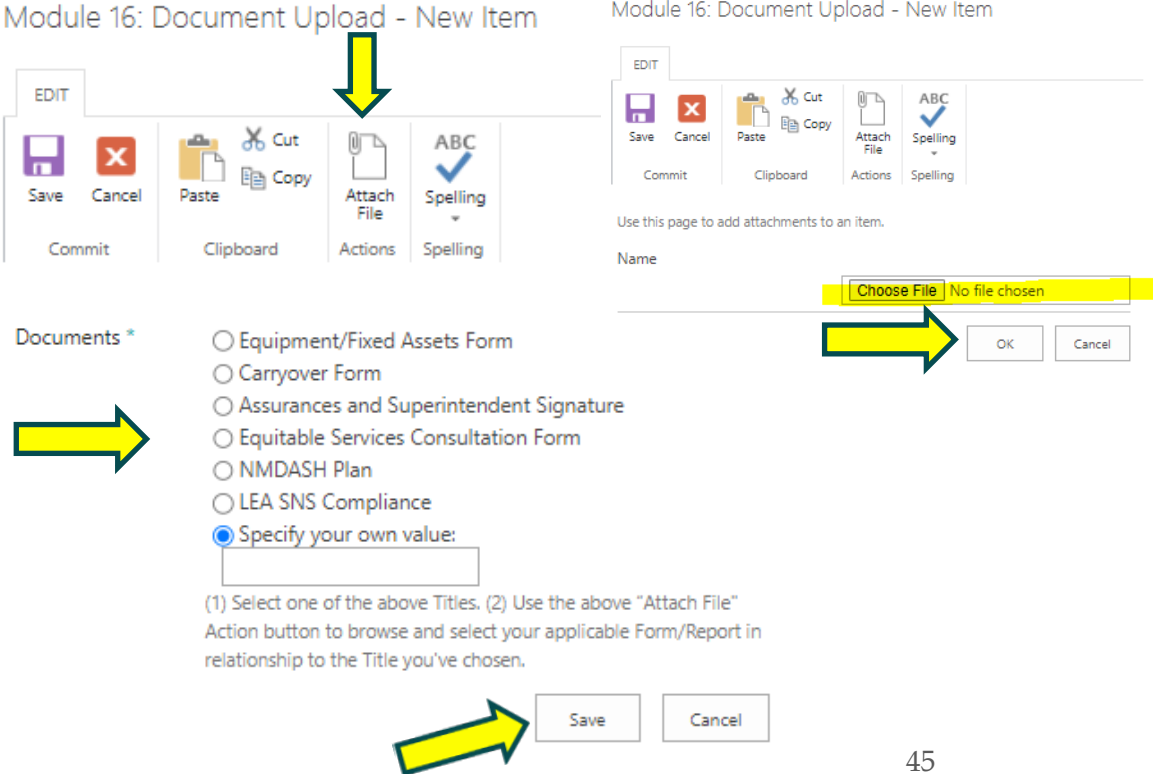 Module 16: Document Upload - New Item
EDIT
Save
Cancel
Commit
Paste
Cut
Copy
Clipboard
Attach
File
Actions
ABC
Spelling
Spelling
Documents *
Equipment/Fixed Assets Form
Carryover Form
Assurances and Superintendent Signature
Equitable Services Consultation Form
NMDASH Plan
LEA SNS Compliance
Specify your own value:
(1) Select one of the above Titles. (2) Use the above "Attach File"
Action button to browse and select your applicable Form/Report in
relationship to the Title you've chosen.
Save
Cancel
Module 16: Document Upload - New Item
EDIT
Save
Cancel
Commit
Paste
Cut
Copy
Clipboard
Attach
File
Actions
ABC
Spelling
Spelling
Use this page to add attachments to an item.
Name
Choose File No file chosen
OK
Cancel
45